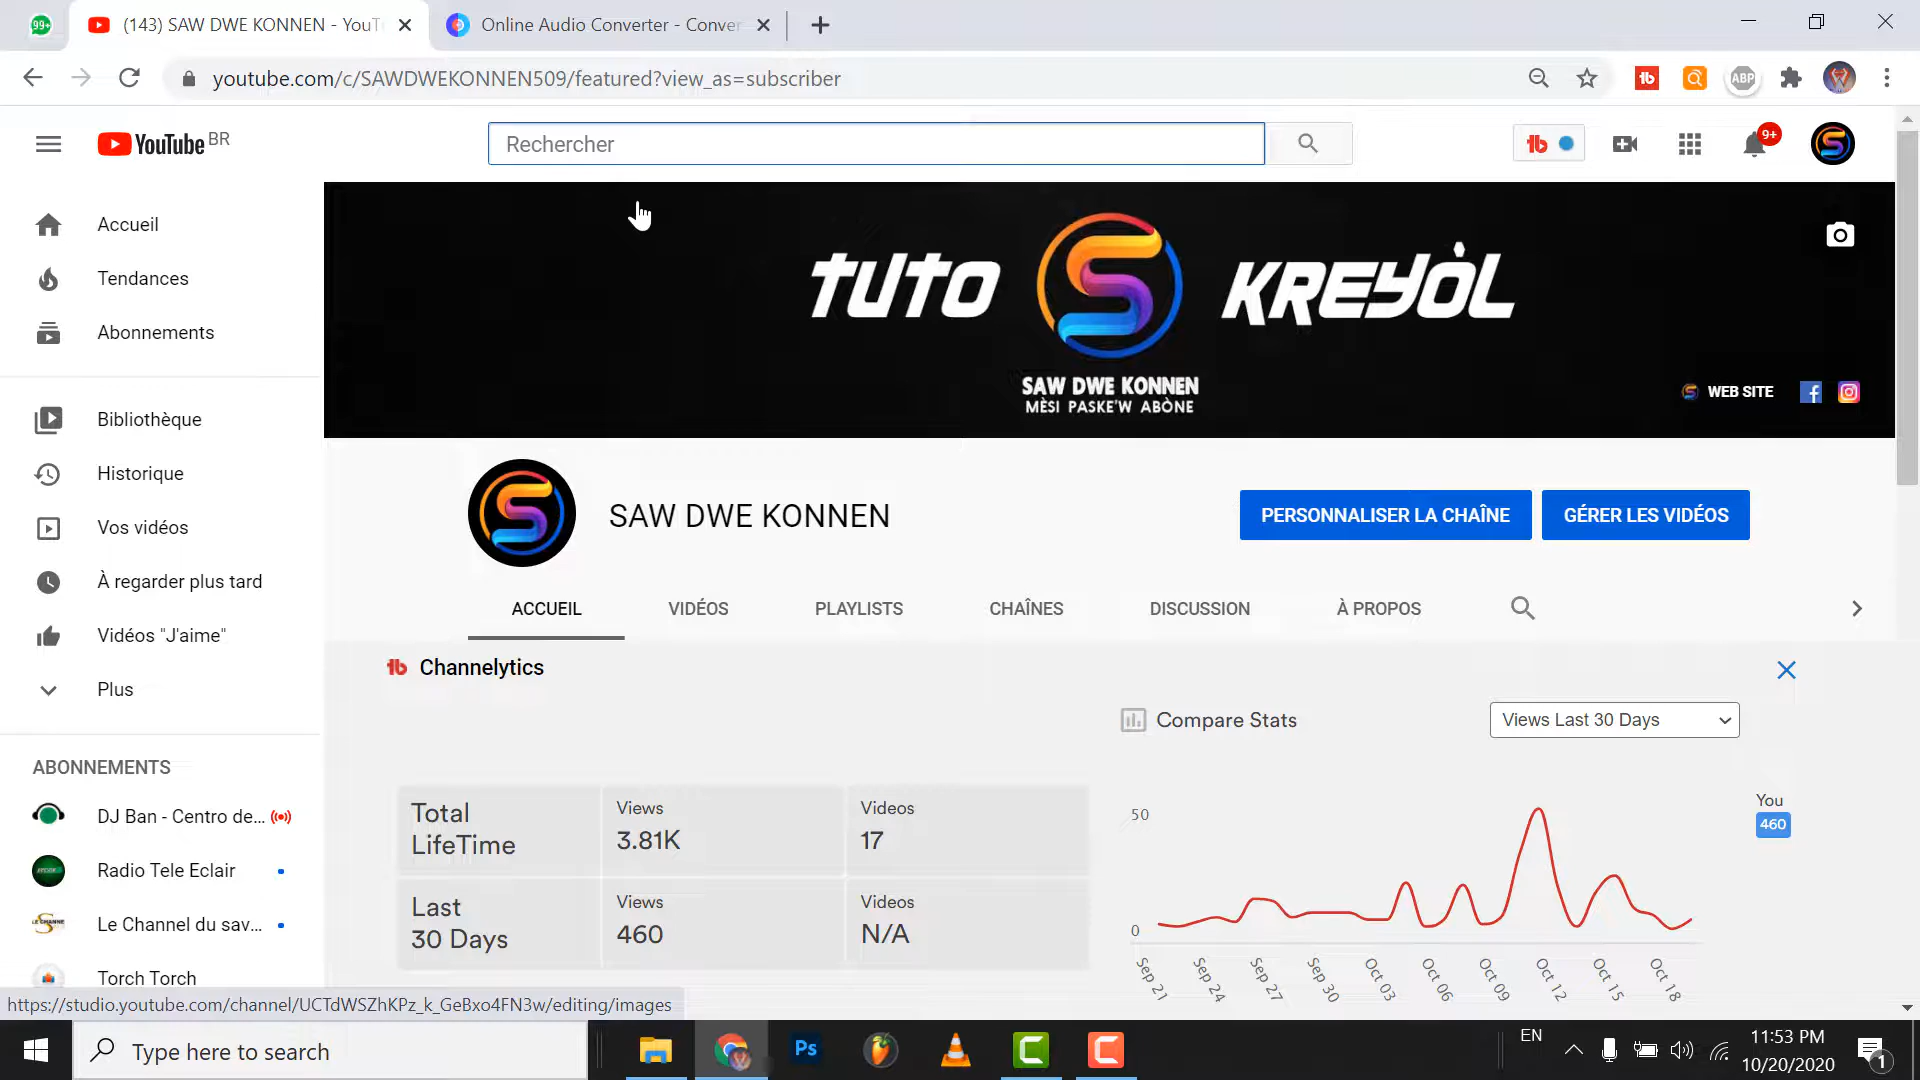 99+
(143) SAW DWE KONNEN - YouT
Online Audio Converter - Conver
youtube.com/c/SAWDWEKONNEN509/featured?view_as=subscriber
ABP
YouTube BR
Rechercher
9+
Accueil
Tendances
Abonnements
Bibliothèque
Historique
Vos vidéos
À regarder plus tard
Vidéos "J'aime"
Plus
ABONNEMENTS
DJ Ban - Centro de...
Radio Tele Eclair
Le Channel du sav...
Torch Torch
TUTO KREYÒL
SAW DWE KONNEN
MÈSI PASKE'W ABÒNE
WEB SITE
SAW DWE KONNEN
PERSONNALISER LA CHAÎNE
GÉRER LES VIDÉOS
ACCUEIL
VIDÉOS
PLAYLISTS
CHAÎNES
DISCUSSION
À PROPOS
Channelytics
Compare Stats
Views Last 30 Days
Total
LifeTime
Views
3.81K
Videos
17
Last
30 Days
Views
460
Videos
N/A
50
0
You
460
Sep 21
Sep 24
Sep 27
Sep 30
Oct 03
Oct 06
Oct 09
Oct 12
Oct 15
Oct 18
https://studio.youtube.com/channel/UCTdWSZhKPz_k_GeBxo4FN3w/editing/images
Type here to search
Ps
EN
11:53 PM
10/20/2020
1